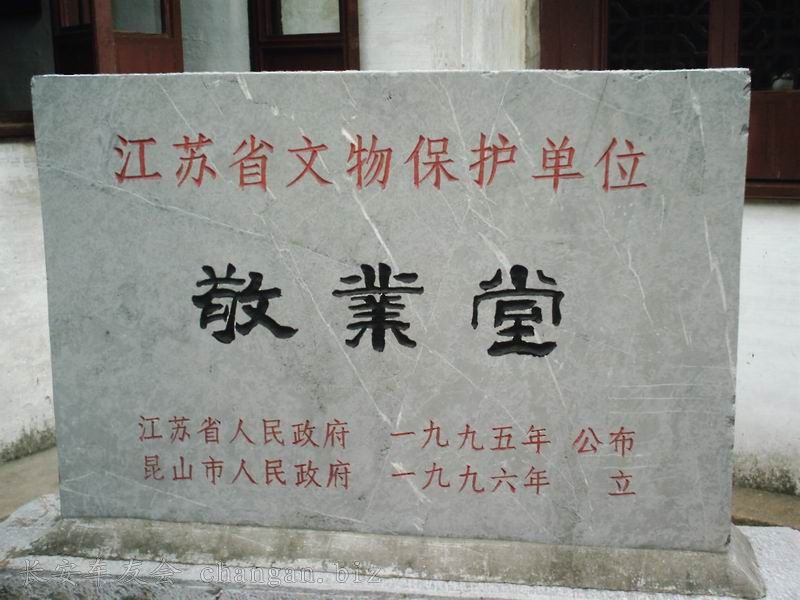 江苏省文物保护单位
敬業堂
江苏省人民政府 一九九五年 公布
昆山市人民政府 一九九六年 立
长安车友会 changan.biz